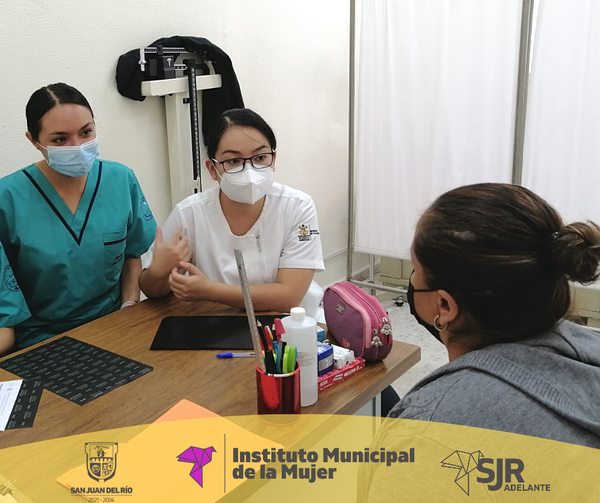 SAN JUAN DEL RÍO
2021 - 2024
Instituto Municipal
de la Mujer
SJR
ADELANTE